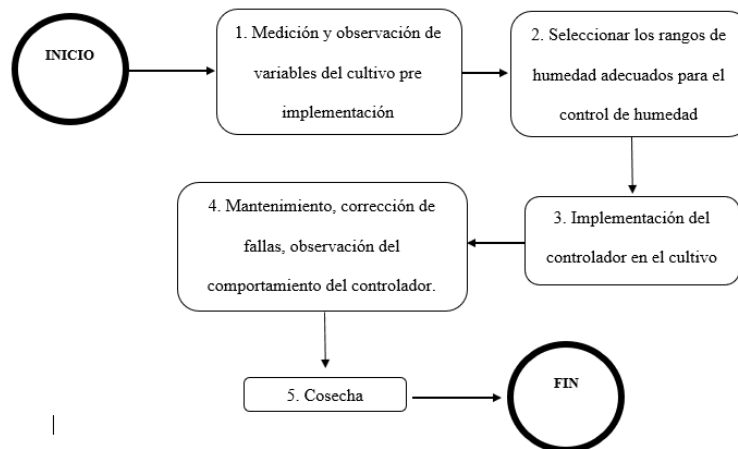 INICIO
1. Medición y observación de
variables del cultivo pre
implementación
2. Seleccionar los rangos de
humedad adecuados para el
control de humedad
3. Implementación del
controlador en el cultivo
4. Mantenimiento, corrección de
fallas, observación del
comportamiento del controlador.
5. Cosecha
FIN